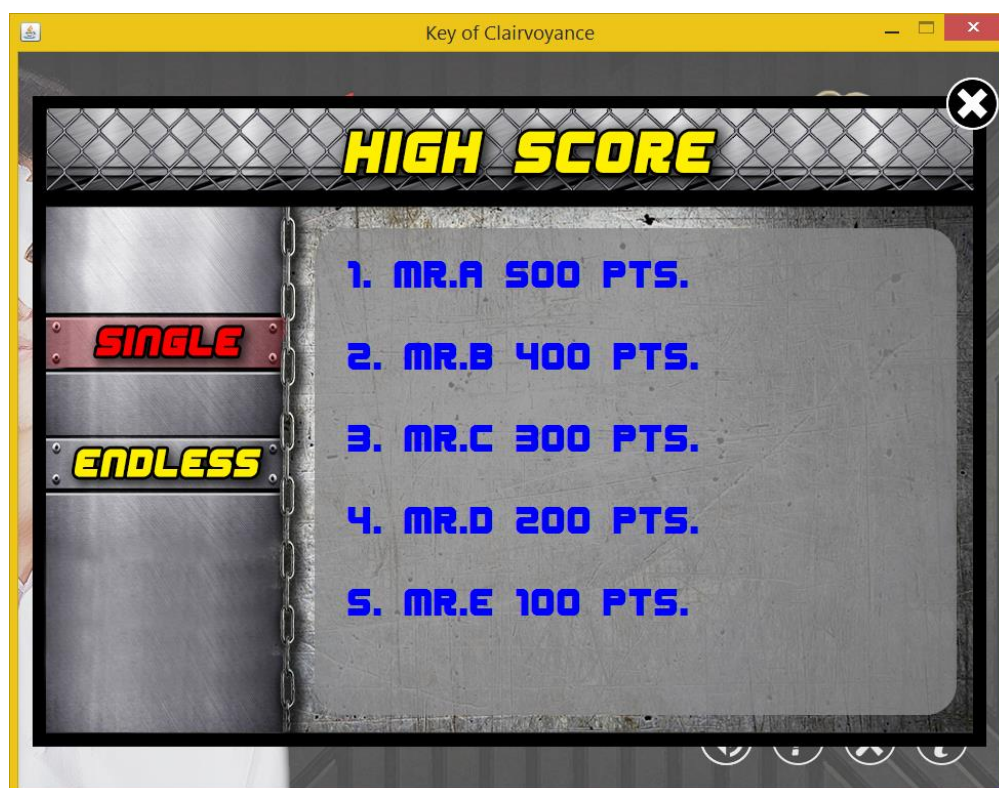 Key of Clairvoyance
HIGH SCORE
SINGLE
ENDLESS
1. MR.A 500 PTS.
2. MR.B 400 PTS.
3. MR.C 300 PTS.
4. MR.D 200 PTS.
5. MR.E 100 PTS.